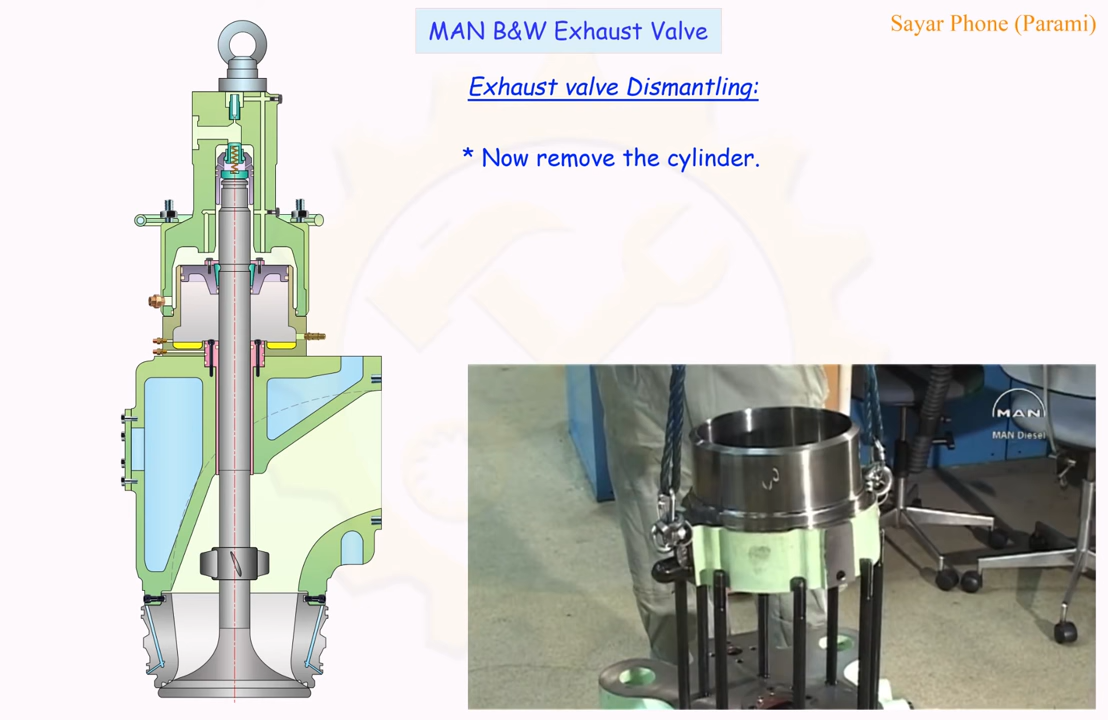 MAN B&W Exhaust Valve
Sayar Phone (Parami)
Exhaust valve Dismantling:
* Now remove the cylinder.
MAN
MAN Diesel